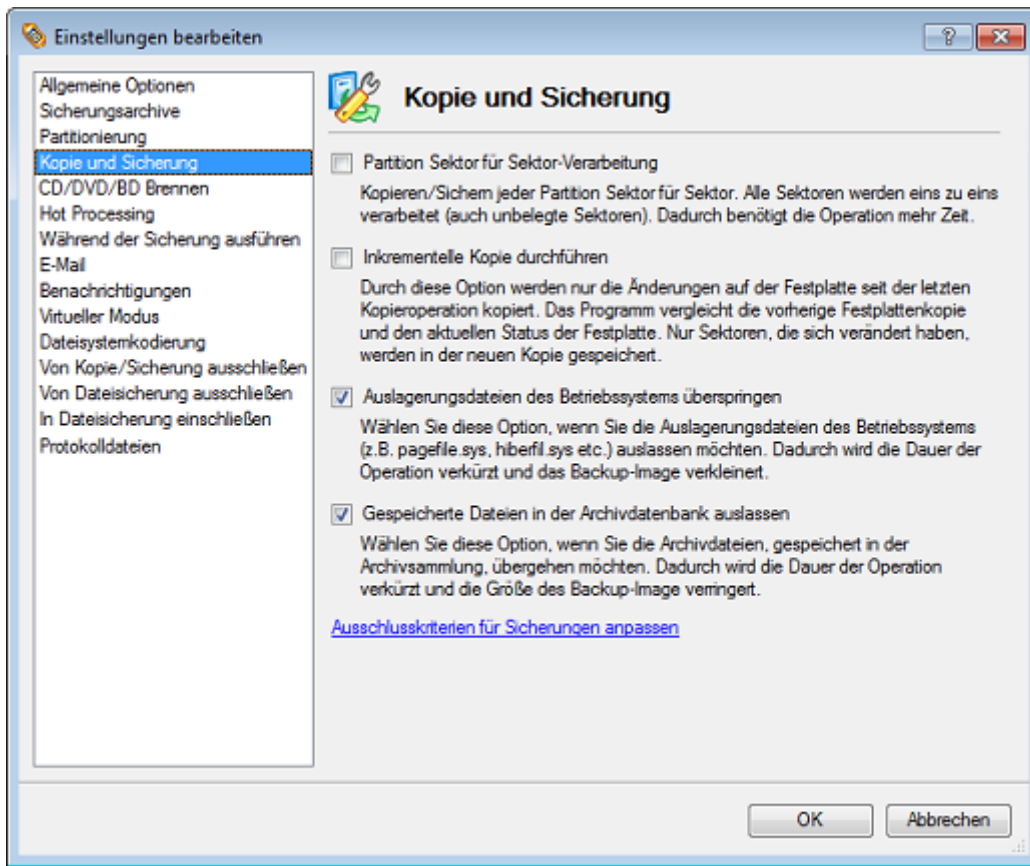 Einstellungen bearbeiten
Allgemeine Optionen
Sicherungsarchive
Partitionierung
Kopie und Sicherung
CD/DVD/BD Brennen
Hot Processing
Während der Sicherung ausführen
E-Mail
Benachrichtigungen
Virtueller Modus
Dateisystemkodierung
Von Kopie/Sicherung ausschließen
Von Dateisicherung ausschließen
In Dateisicherung einschließen
Protokolldateien
Kopie und Sicherung
Partition Sektor für Sektor-Verarbeitung
Kopieren/Sichern jeder Partition Sektor für Sektor. Alle Sektoren werden eins zu eins
verarbeitet (auch unbelegte Sektoren). Dadurch benötigt die Operation mehr Zeit.
Inkrementelle Kopie durchführen
Durch diese Option werden nur die Änderungen auf der Festplatte seit der letzten
Kopieroperation kopiert. Das Programm vergleicht die vorherige Festplattenkopie
und den aktuellen Status der Festplatte. Nur Sektoren, die sich verändert haben,
werden in der neuen Kopie gespeichert.
Auslagerungsdateien des Betriebssystems überspringen
Wählen Sie diese Option, wenn Sie die Auslagerungsdateien des Betriebssystems
(z.B. pagefile.sys, hiberfil.sys etc.) auslassen möchten. Dadurch wird die Dauer der
Operation verkürzt und das Backup-Image verkleinert.
Gespeicherte Dateien in der Archivdatenbank auslassen
Wählen Sie diese Option, wenn Sie die Archivdateien, gespeichert in der
Archivsammlung, übergehen möchten. Dadurch wird die Dauer der Operation
verkürzt und die Größe des Backup-Image verringert.
Ausschlusskriterien für Sicherungen anpassen
OK
Abbrechen